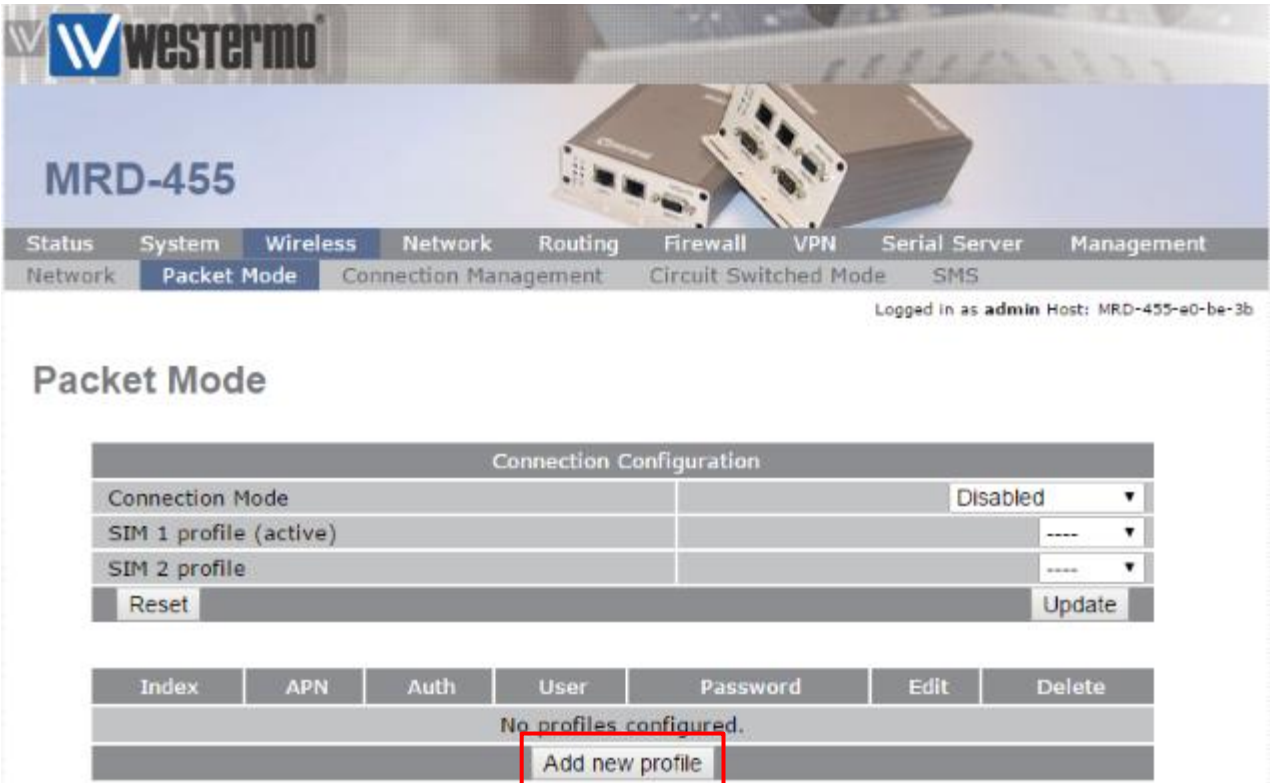 Westermo
MRD-455
Status System Wireless Network Routing Firewall VPN Serial Server Management
Network Packet Mode Connection Management Circuit Switched Mode SMS
Logged in as admin Host: MRD-455-e0-be-3b
Packet Mode
Connection Configuration
Connection Mode Disabled
SIM 1 profile (active) ----
SIM 2 profile ----
Reset Update
Index APN Auth User Password Edit Delete
No profiles configured.
Add new profile